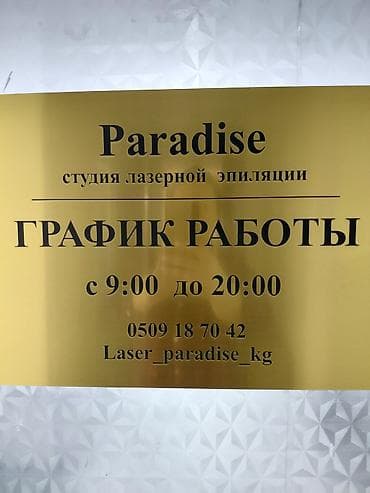 Paradise
студия лазерной эпиляции
ГРАФИК РАБОТЫ
с 9:00 до 20:00
0509 18 70 42
Laser_paradise_kg